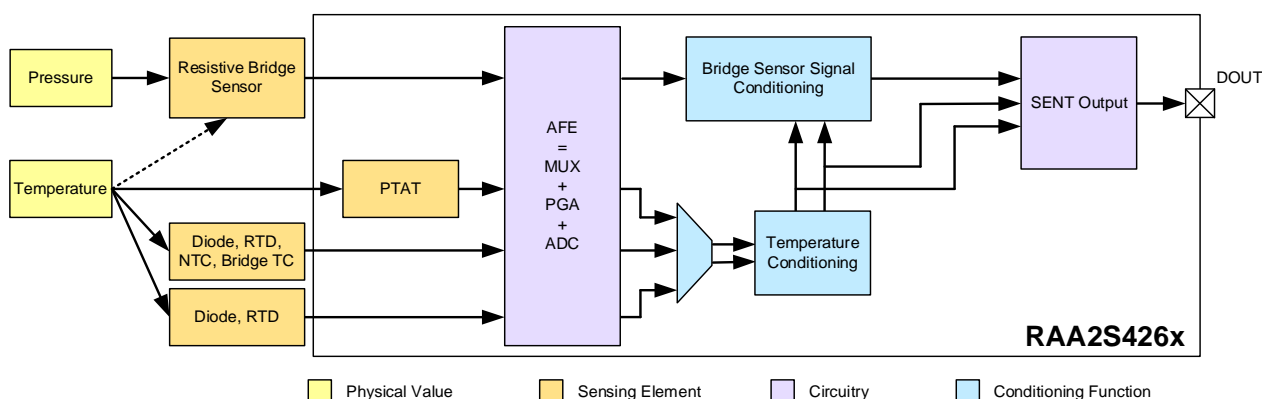 Pressure
Resistive Bridge
Sensor
Bridge Sensor Signal
Conditioning
SENT Output
DOUT
AFE
=
MUX
+
PGA
+
ADC
Temperature
PTAT
Diode, RTD,
NTC, Bridge TC
Temperature
Conditioning
Diode, RTD
RAA2S426x
Physical Value
Sensing Element
Circuitry
Conditioning Function